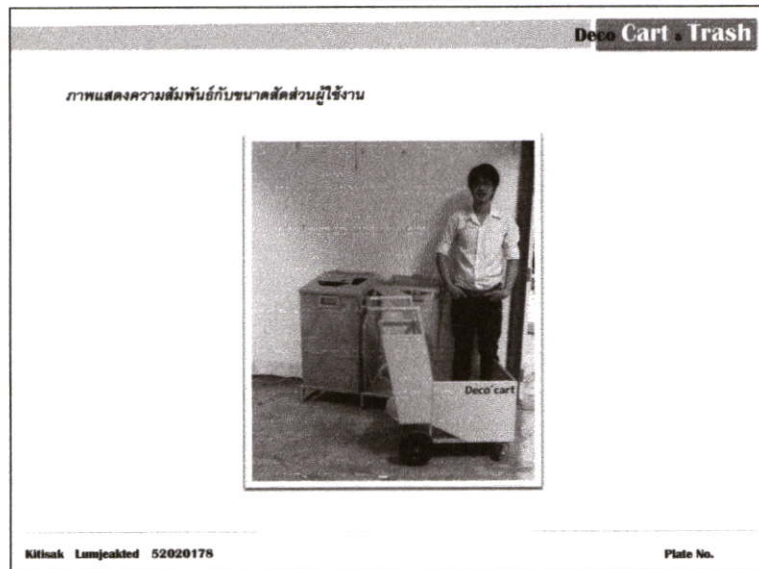 Deco Cart & Trash
ภาพแสดงความสัมพันธ์กับขนาดสัดส่วนผู้ใช้งาน
Deco'cart
Kitisak Lumjeakted 52020178
Plate No.